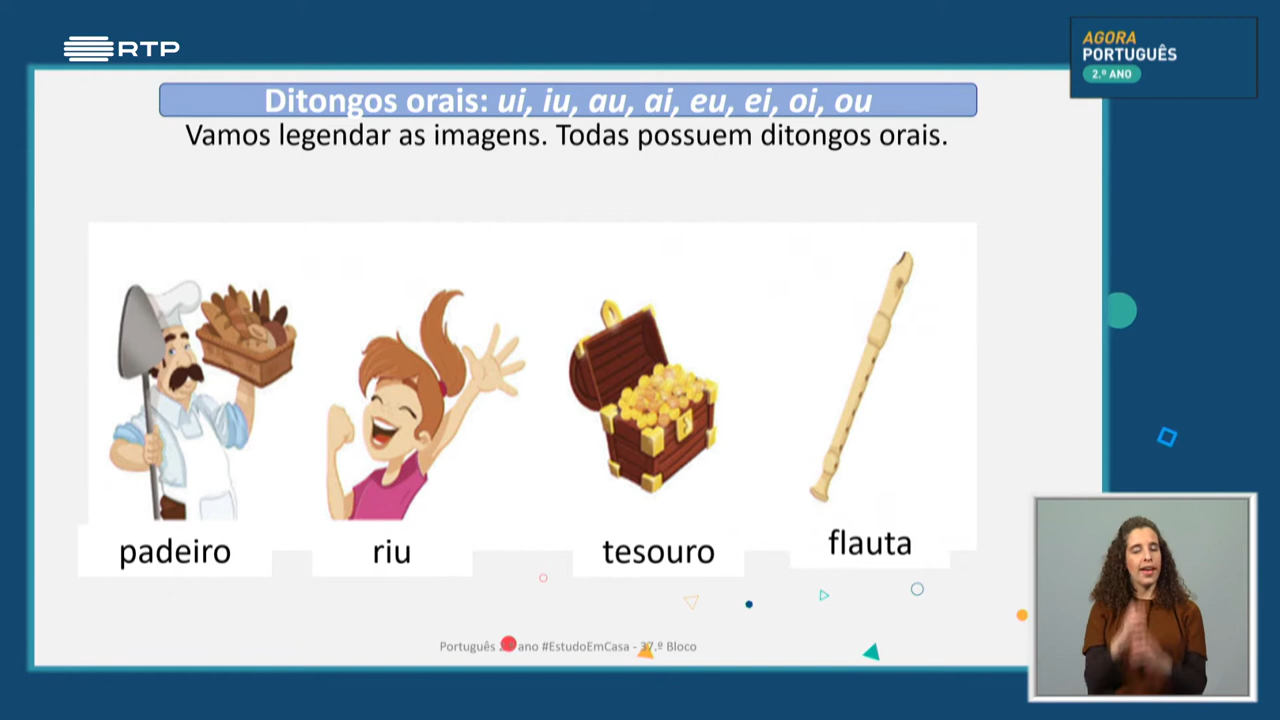 RTP
AGORA
PORTUGUÊS
2.º ANO
Ditongos orais: ui, iu, au, ai, eu, ei, oi, ou
Vamos legendar as imagens. Todas possuem ditongos orais.
padeiro
riu
tesouro
flauta
Português ano #EstudoEmCasa - 37.º Bloco